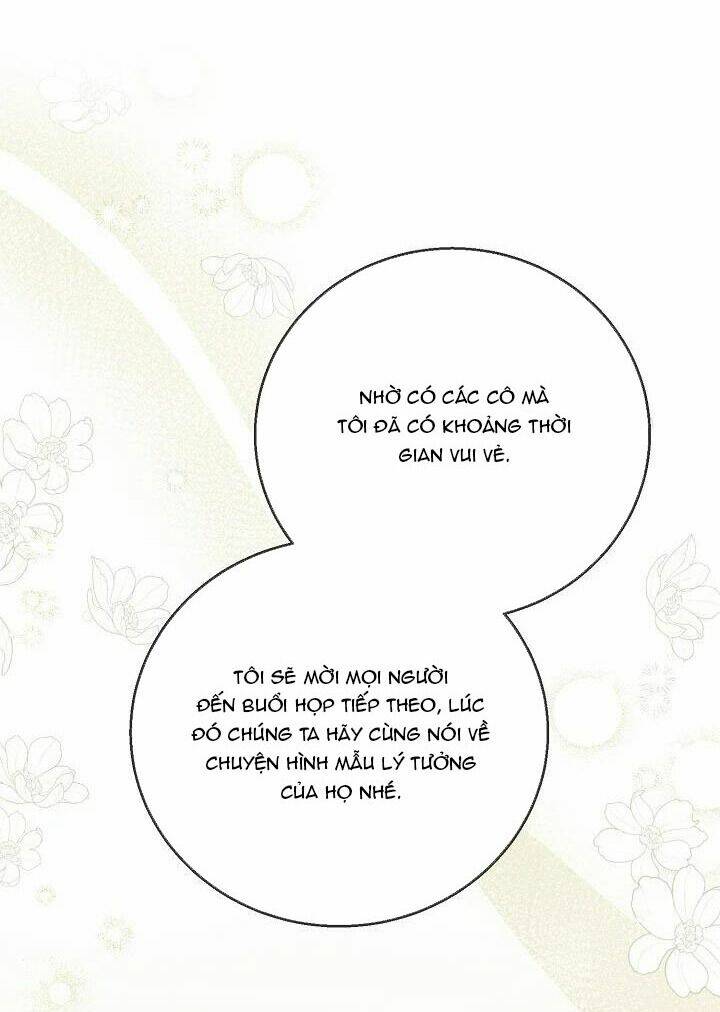 NHỜ CÓ CÁC CÔ MÀ
TÔI ĐÃ CÓ KHOẢNG THỜI
GIAN VUI VẺ.
TÔI SẼ MỜI MỌI NGƯỜI
ĐẾN BUỔI HỌP TIẾP THEO, LÚC
ĐÓ CHÚNG TA HÃY CÙNG NÓI VỀ
CHUYỆN HÌNH MẪU LÝ TƯỞNG
CỦA HỌ NHÉ.